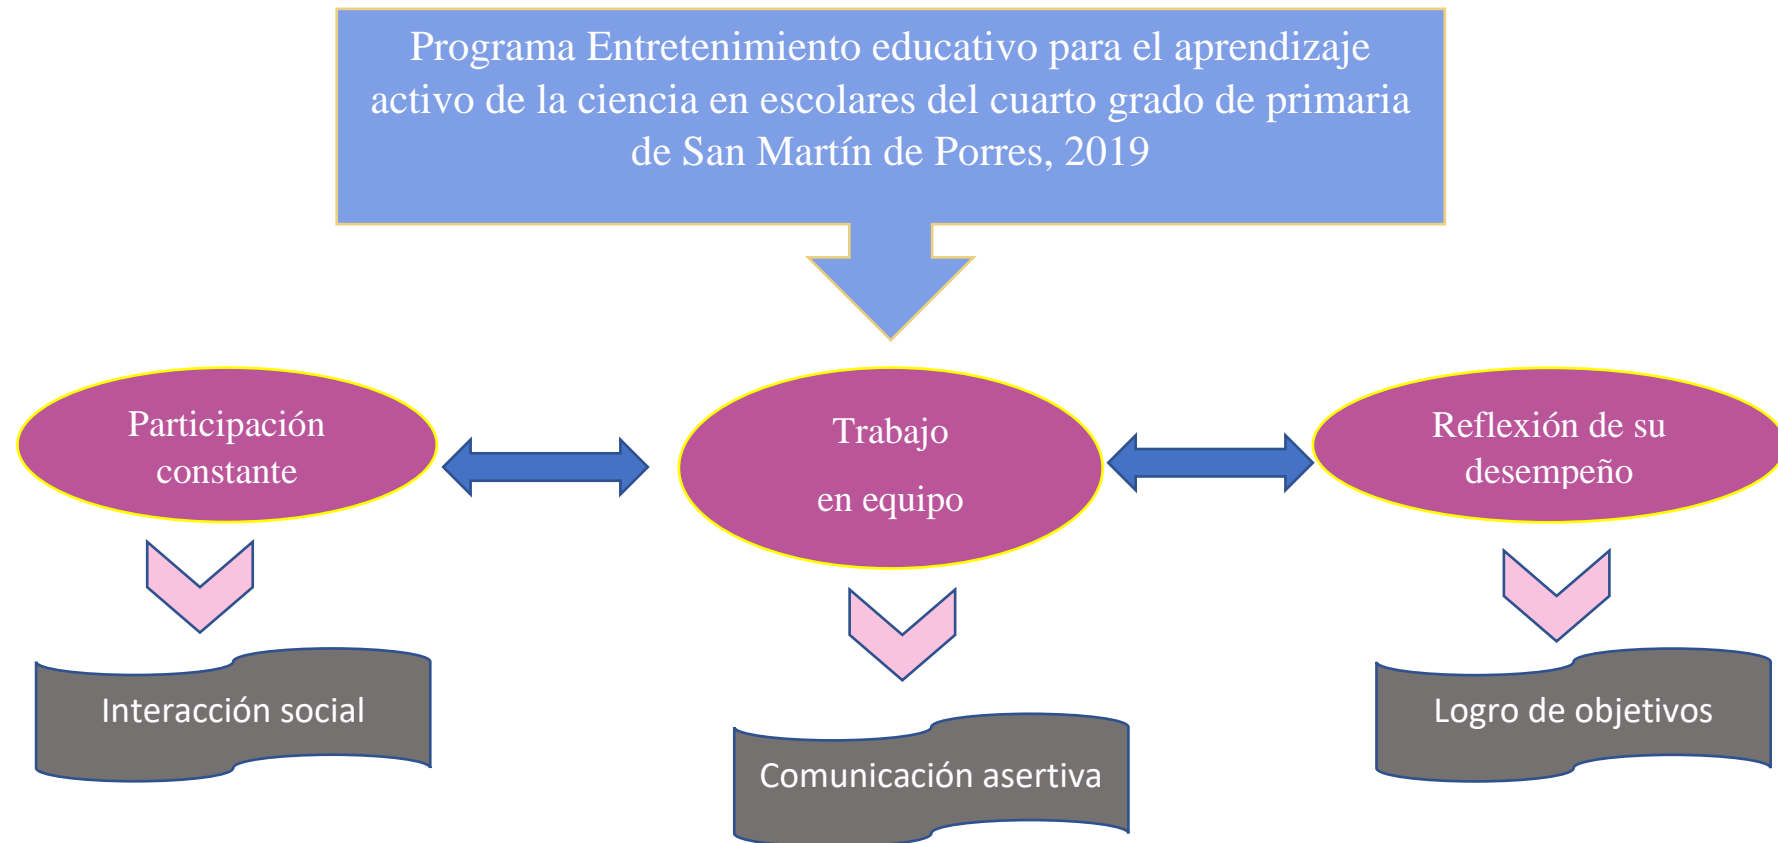 Programa Entretenimiento educativo para el aprendizaje
activo de la ciencia en escolares del cuarto grado de primaria
de San Martín de Porres, 2019
Participación
constante
Trabajo
en equipo
Reflexión de su
desempeño
Interacción social
Comunicación asertiva
Logro de objetivos